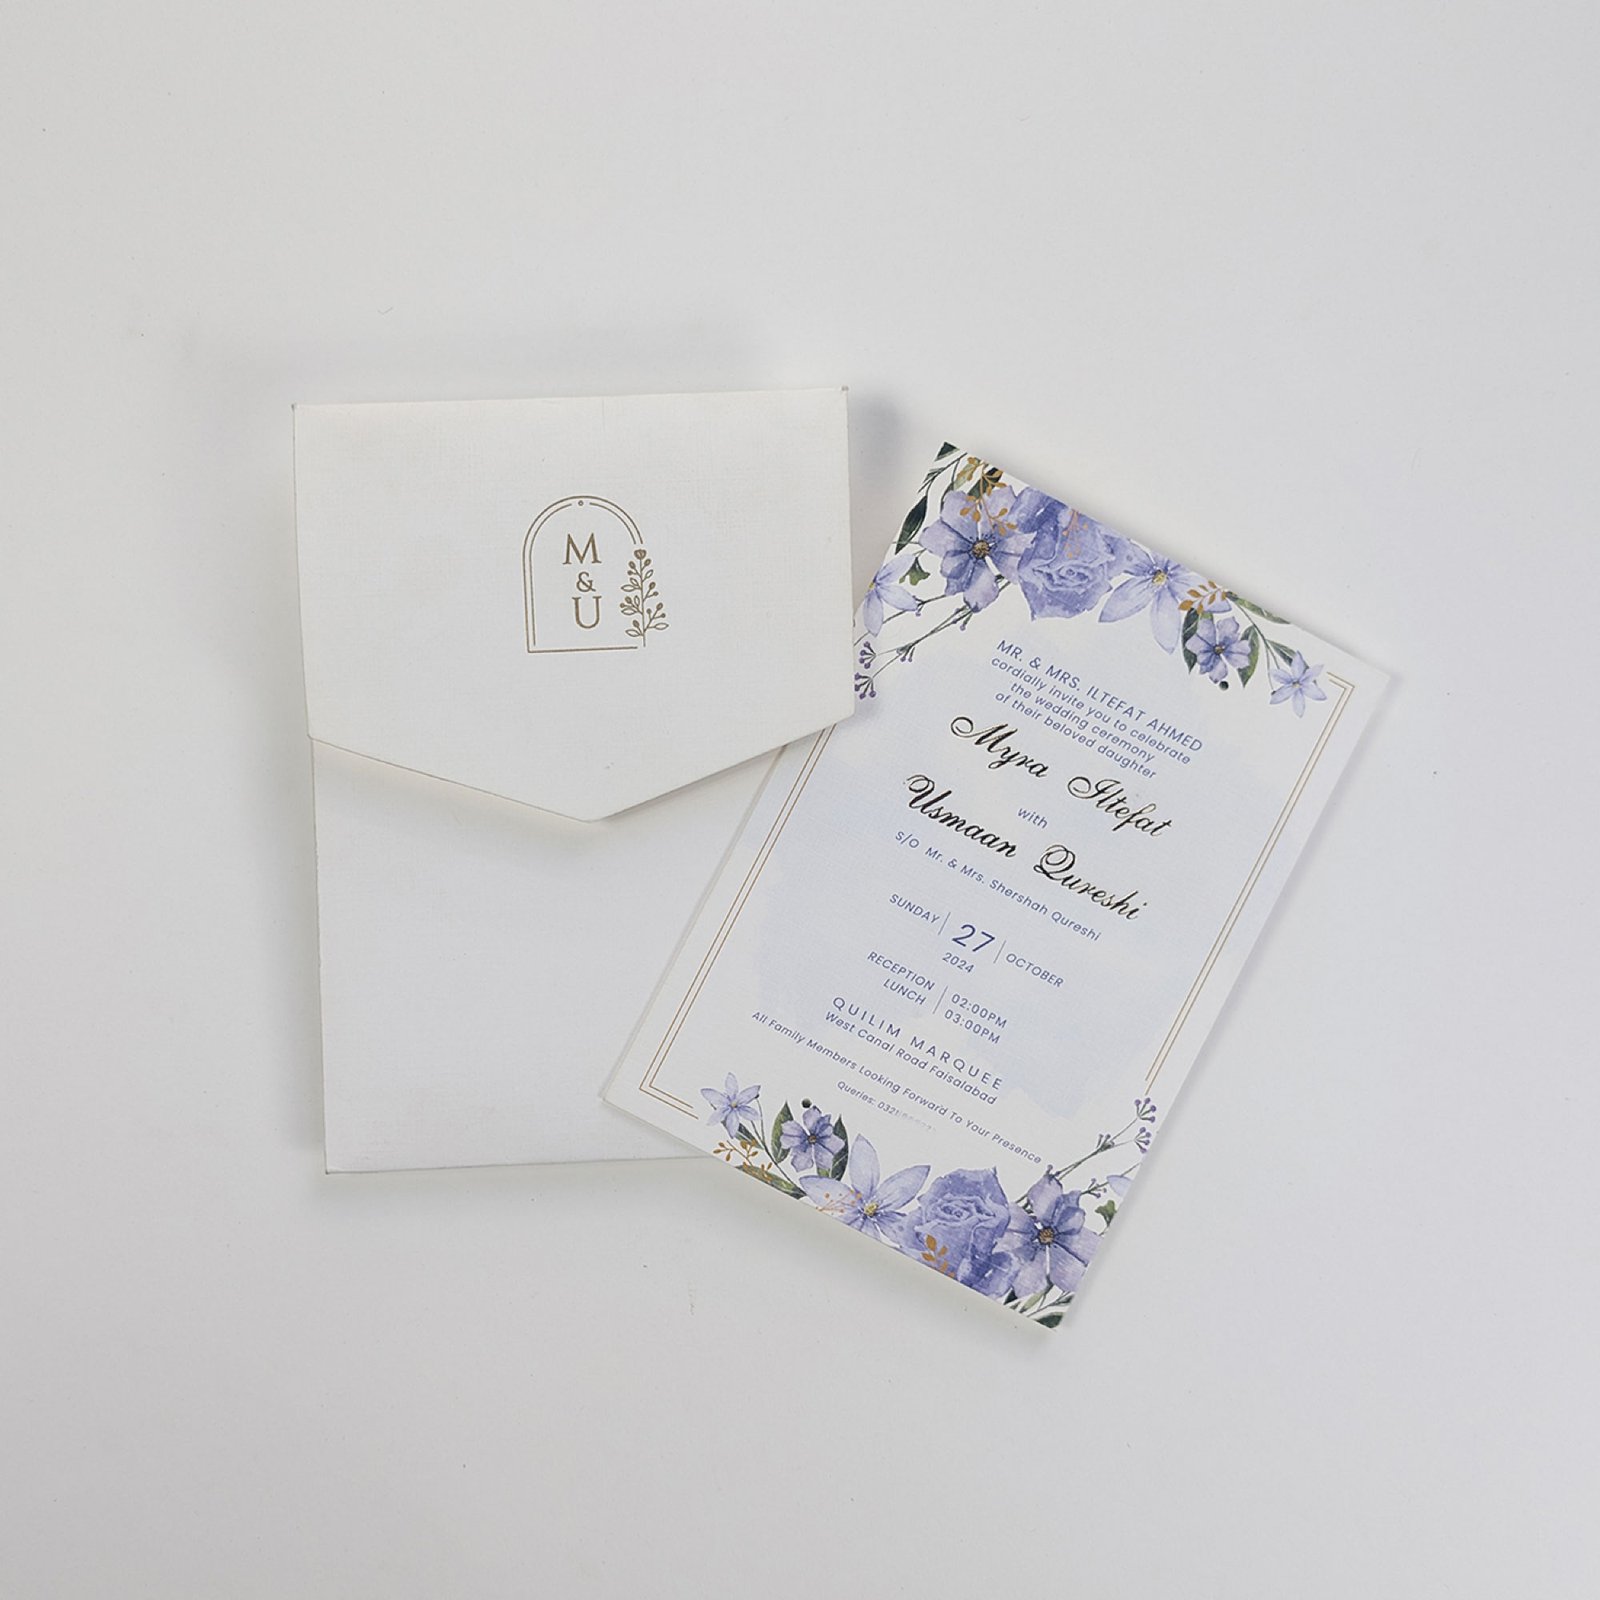 M
&
U
MR. & MRS. ILTEFAT AHMED
cordially invite you to celebrate
the wedding ceremony
of their beloved daughter
Myra Iltefat
with
Usmaan Qureshi
s/o Mr. & Mrs. Shershah Qureshi
SUNDAY 27 OCTOBER
2024
RECEPTION 02:00PM
LUNCH 03:00PM
QUILIM MARQUEE
West Canal Road Faisalabad
All Family Members Looking Forward To Your Presence
Queries: